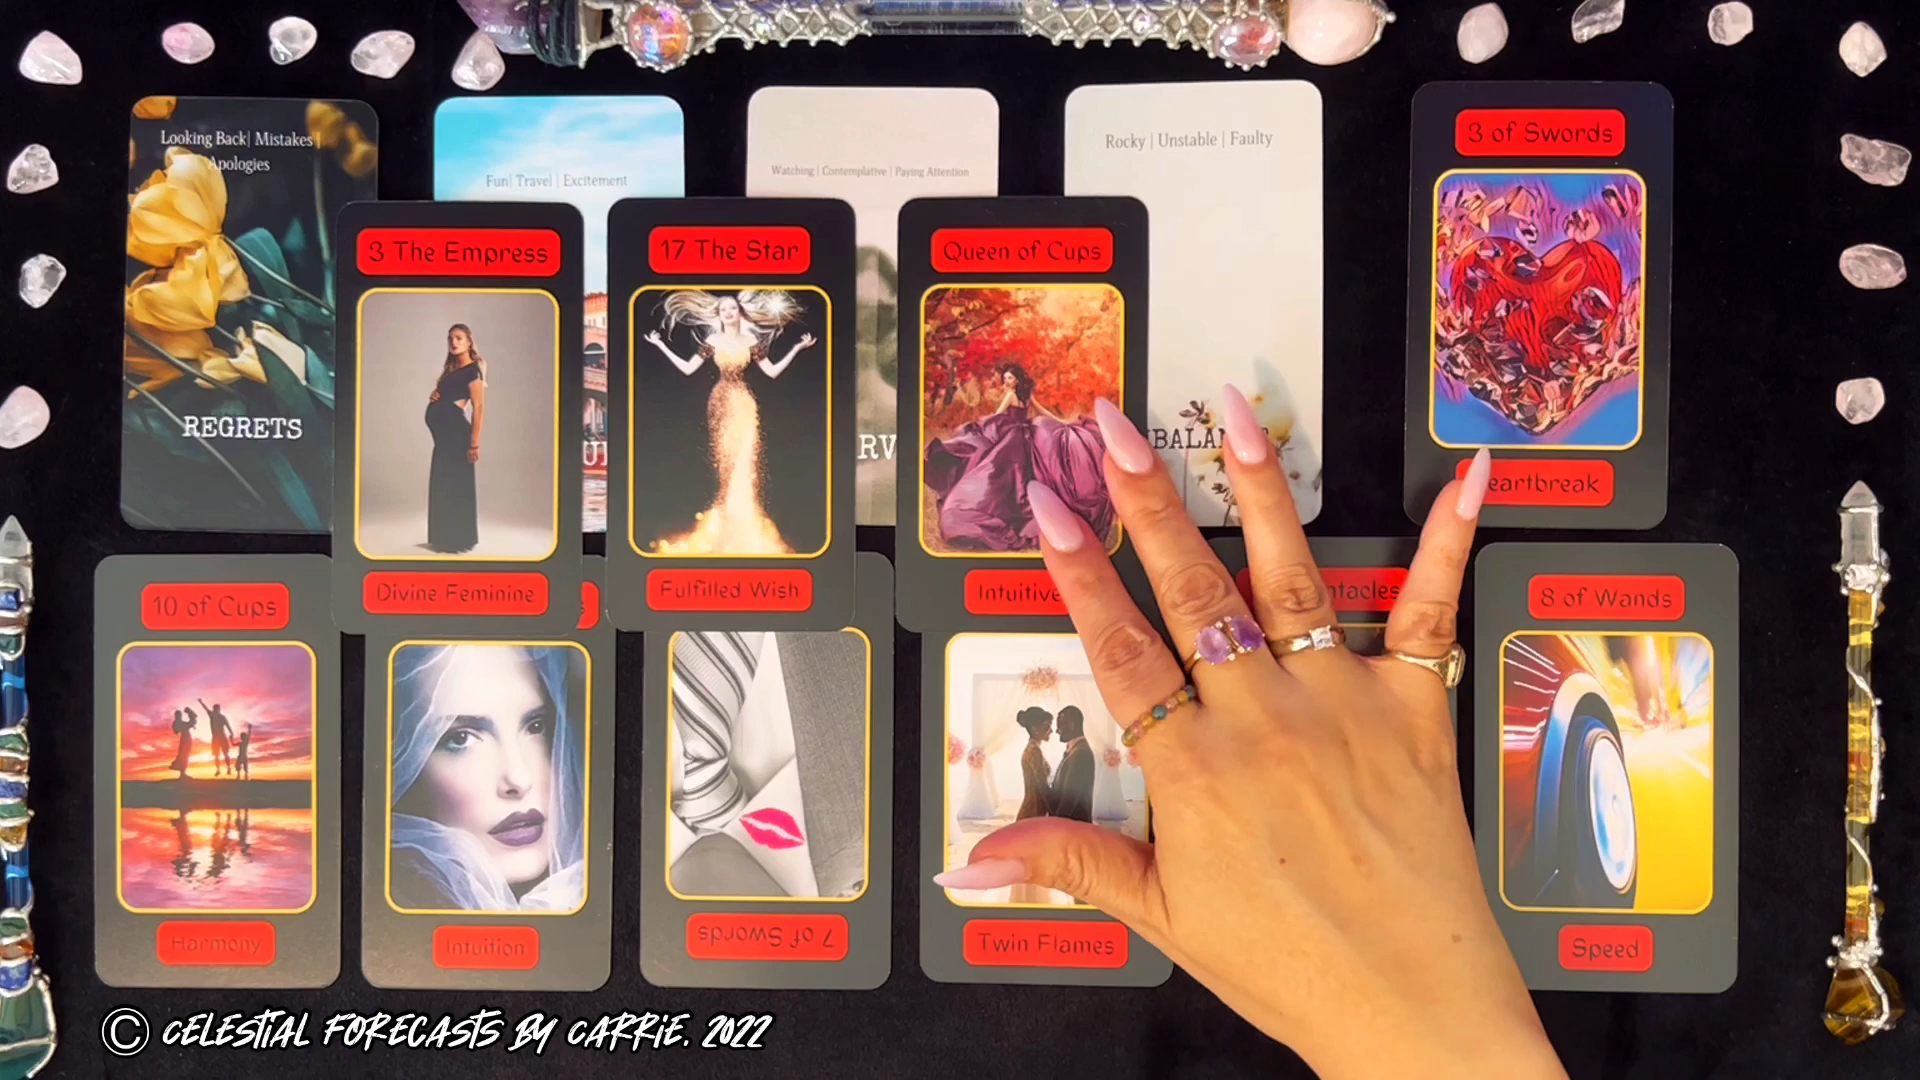 Looking Back| Mistakes |
Apologies
REGRETS
Fun| Travel | Excitement
Watching | Contemplative | Paying Attention
Rocky | Unstable | Faulty
3 of Swords
Heartbreak
3 The Empress
Divine Feminine
17 The Star
Fulfilled Wish
Queen of Cups
Intuitive
10 of Cups
Harmony
Intuition
7 of Swords
Twin Flames
8 of Wands
Speed
© CELESTIAL FORECASTS BY CARRIE. 2022